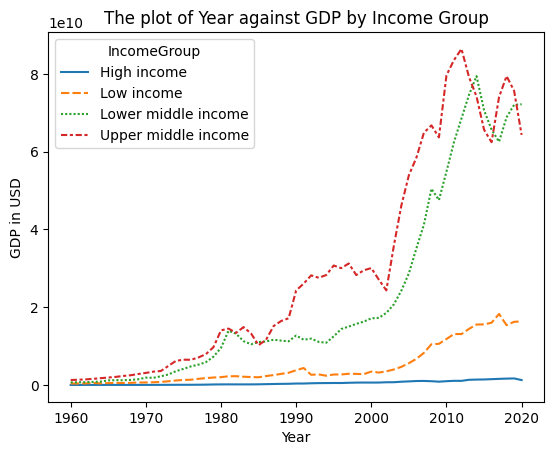 The plot of Year against GDP by Income Group
1e10
IncomeGroup
High income
Low income
Lower middle income
Upper middle income
8
6
4
2
0
GDP in USD
1960 1970 1980 1990 2000 2010 2020
Year